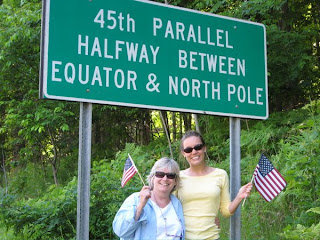 45th PARALLEL
HALFWAY BETWEEN
EQUATOR & NORTH POLE